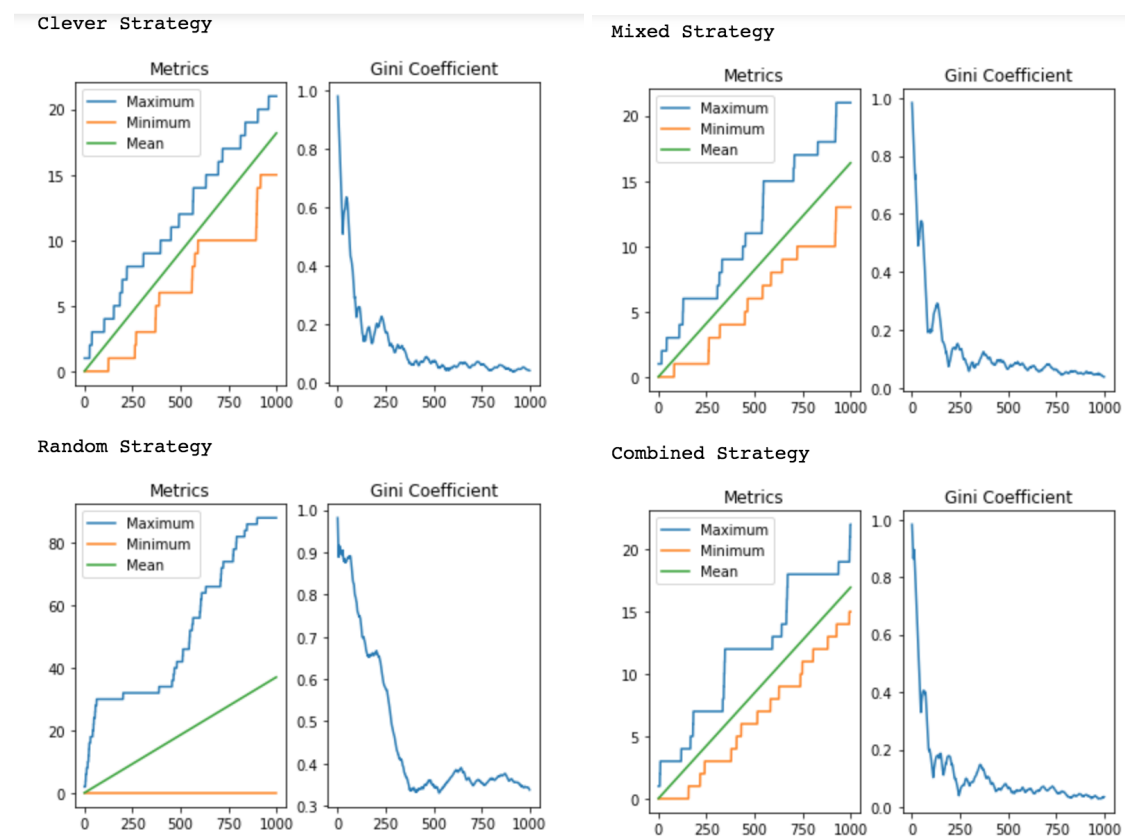 Clever Strategy
Metrics
Gini Coefficient
Maximum
Minimum
Mean
20
15
10
5
0
0 250 500 750 1000
1.0
0.8
0.6
0.4
0.2
0.0
0 250 500 750 1000
Mixed Strategy
Metrics
Gini Coefficient
Maximum
Minimum
Mean
20
15
10
5
0
0 250 500 750 1000
1.0
0.8
0.6
0.4
0.2
0.0
0 250 500 750 1000
Random Strategy
Metrics
Gini Coefficient
Maximum
Minimum
Mean
80
60
40
20
0
0 250 500 750 1000
1.0
0.9
0.8
0.7
0.6
0.5
0.4
0.3
0 250 500 750 1000
Combined Strategy
Metrics
Gini Coefficient
Maximum
Minimum
Mean
20
15
10
5
0
0 250 500 750 1000
1.0
0.8
0.6
0.4
0.2
0.0
0 250 500 750 1000